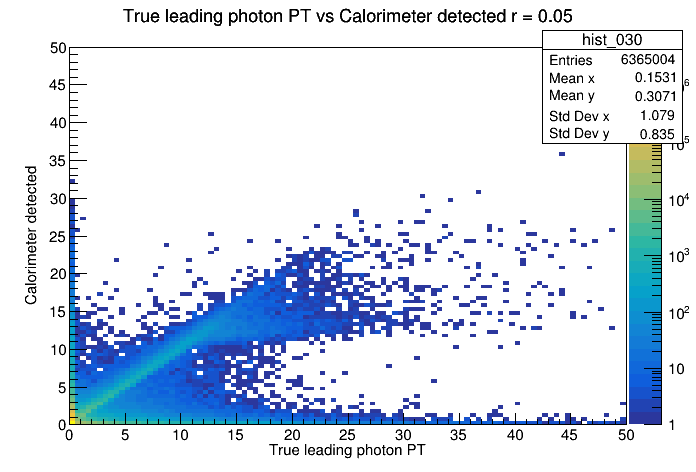 True leading photon PT vs Calorimeter detected r = 0.05
hist_030
Entries 6365004
Mean x 0.1531
Mean y 0.3071
Std Dev x 1.079
Std Dev y 0.835
Calorimeter detected
50
45
40
35
30
25
20
15
10
5
0
0 5 10 15 20 25 30 35 40 45 50
True leading photon PT
6
10⁵
10⁴
10³
10²
10
1